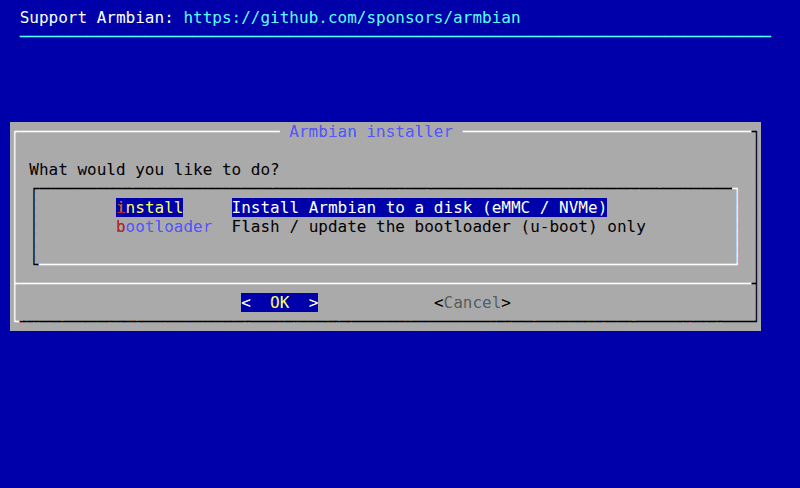 Support Armbian: https://github.com/sponsors/armbian
Armbian installer
What would you like to do?
install Install Armbian to a disk (eMMC / NVMe)
bootloader Flash / update the bootloader (u-boot) only
< OK > <Cancel>